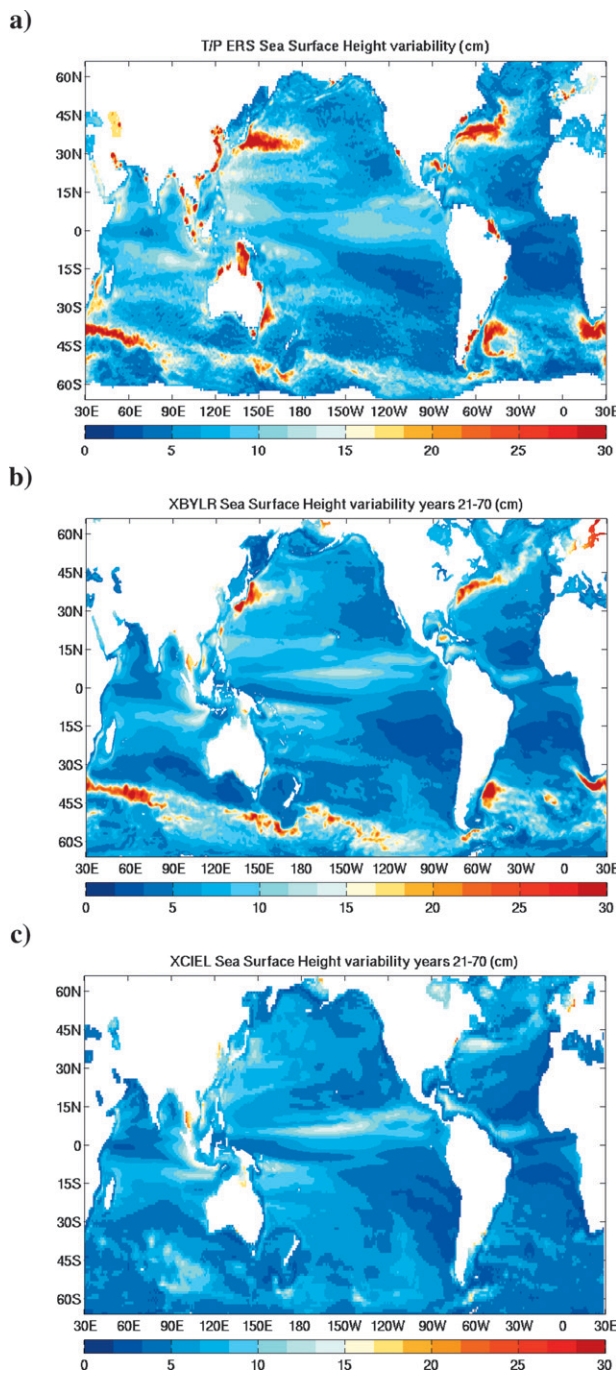 a)
T/P ERS Sea Surface Height variability (cm)
60N
45N
30N
15N
0
15S
30S
45S
60S
30E 60E 90E 120E 150E 180 150W 120W 90W 60W 30W 0 30E
0 5 10 15 20 25 30
b)
XBYLR Sea Surface Height variability years 21-70 (cm)
60N
45N
30N
15N
0
15S
30S
45S
60S
30E 60E 90E 120E 150E 180 150W 120W 90W 60W 30W 0 30E
0 5 10 15 20 25 30
c)
XCIEL Sea Surface Height variability years 21-70 (cm)
60N
45N
30N
15N
0
15S
30S
45S
60S
30E 60E 90E 120E 150E 180 150W 120W 90W 60W 30W 0 30E
0 5 10 15 20 25 30